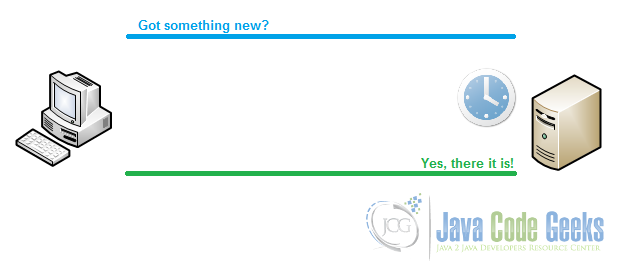 Got something new?
Yes, there it is!
JCG
Java Code Geeks
Java 2 Java Developers Resource Center